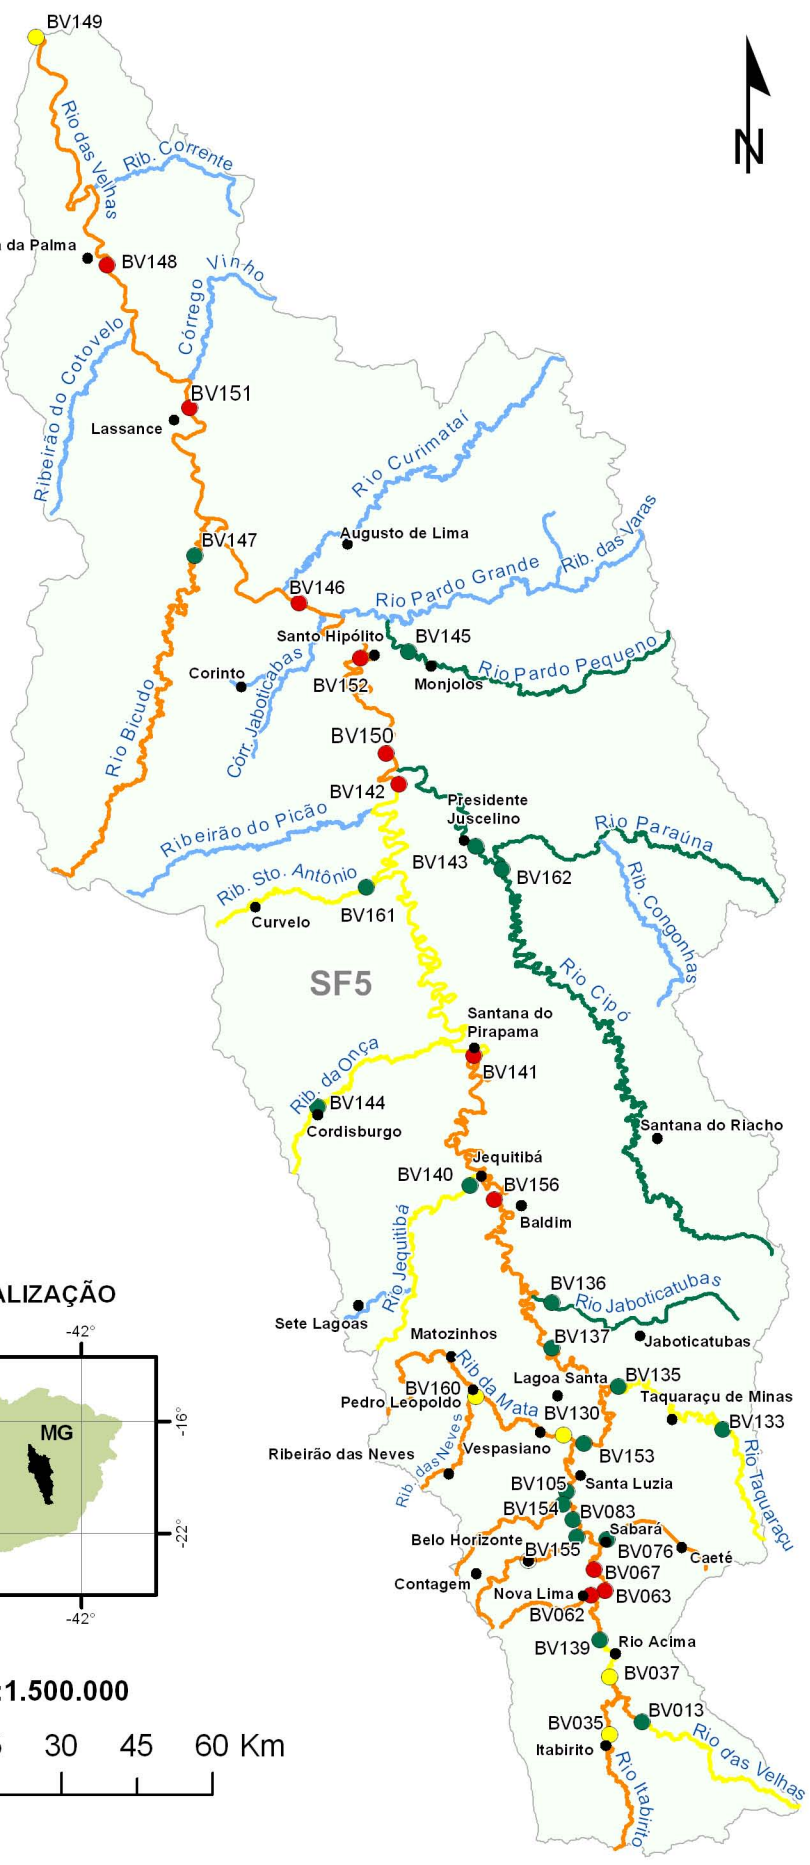 BV149
Rio das Velhas
Rib. Corrente
a da Palma
BV148
Córrego Vinho
Ribeirão do Cotovelo
BV151
Lassance
Rio Curimataí
Augusto de Lima
BV147
Rib. das Varas
Rio Pardo Grande
BV146
Santo Hipólito
BV145
Rio Pardo Pequeno
Monjolos
Corinto
BV152
Córr. Jaboticabas
Rio Bicudo
BV150
BV142
Presidente
Juscelino
Ribeirão do Picão
Rio Paraúna
BV143
BV162
Rib. Sto. Antônio
BV161
Curvelo
Rib. Congonhas
SF5
Rio Cipó
Santana do
Pirapama
BV141
Rib. da Onça
BV144
Cordisburgo
Santana do Riacho
Jequitibá
BV140
BV156
Baldim
Rio Jequitibá
BV136
Rio Jaboticatubas
Sete Lagoas
ALIZAÇÃO
Matozinhos
BV137
Jaboticatubas
-42°
Rib da Mata
Lagoa Santa
BV135
BV160
Pedro Leopoldo
Taquaraçu de Minas
BV130
BV133
-16°
MG
Vespasiano
BV153
Ribeirão das Neves
Rib. das Neves
Rio Taquaraçu
BV105
Santa Luzia
BV154
BV083
-22°
Sabará
Belo Horizonte
BV155
BV076
Caeté
BV067
Contagem
Nova Lima
BV063
BV062
-42°
BV139
Rio Acima
BV037
:1.500.000
BV013
BV035
Rio das Velhas
30 45 60 Km
Itabirito
Rio Itabirito
N